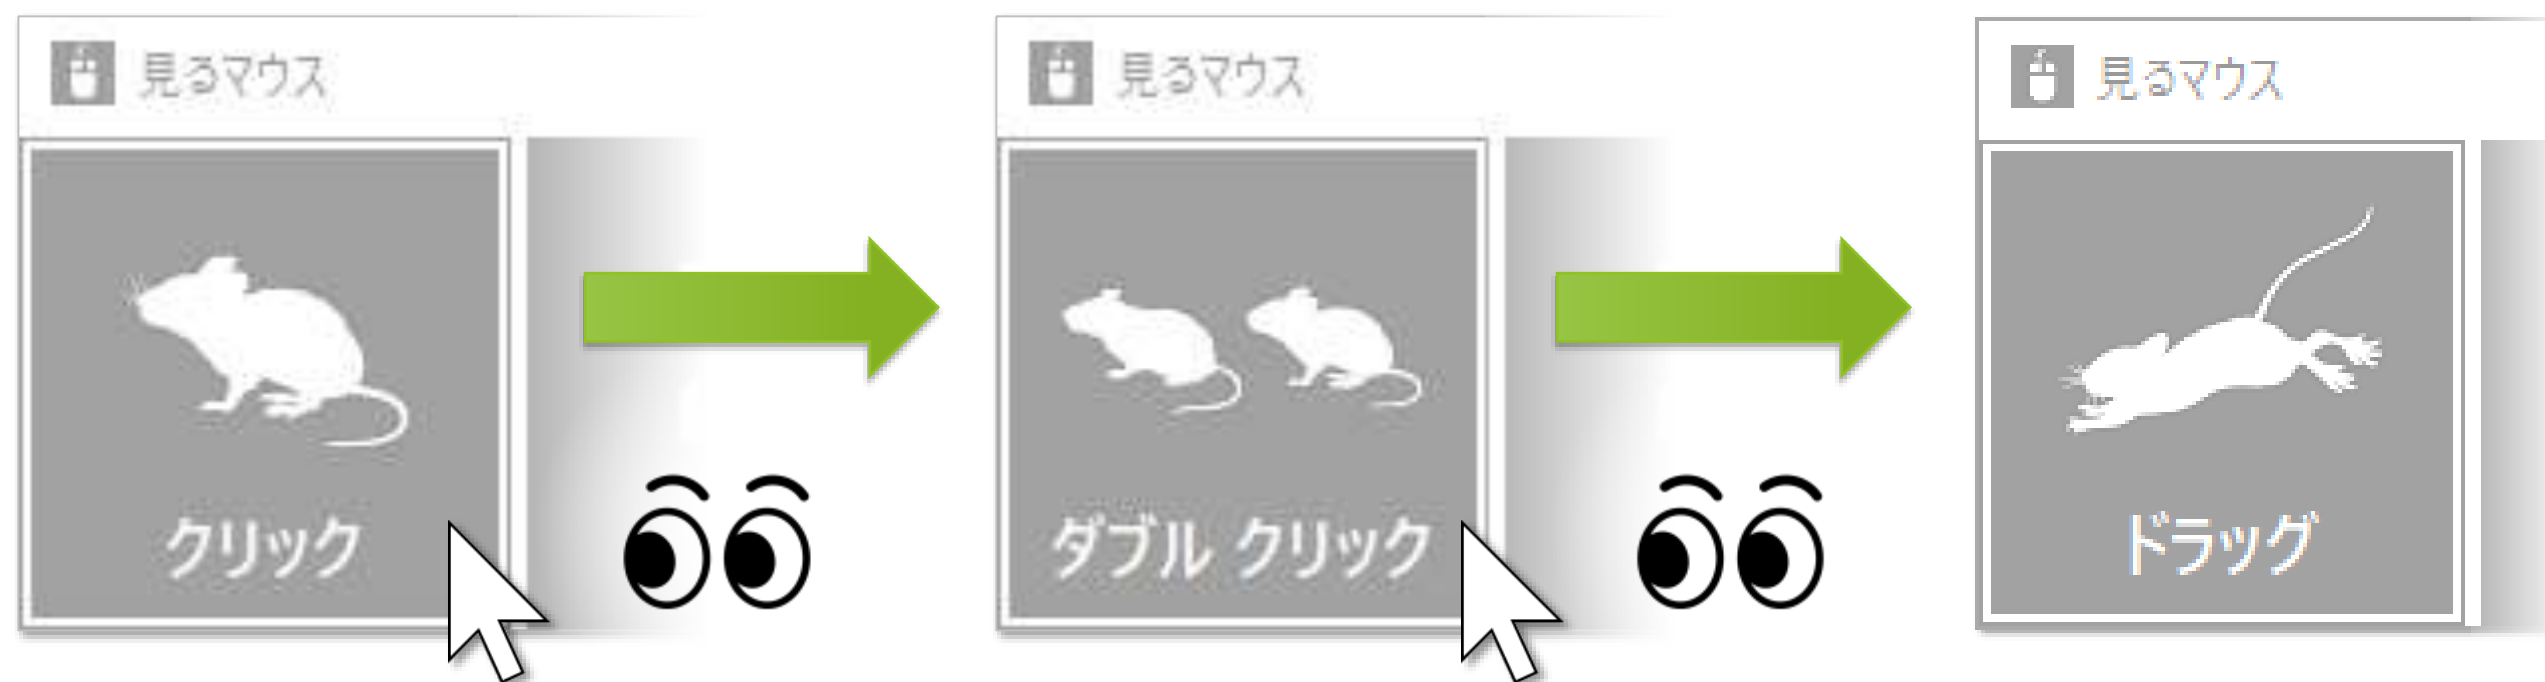 見るマウス
クリック
見るマウス
ダブル クリック
見るマウス
ドラッグ